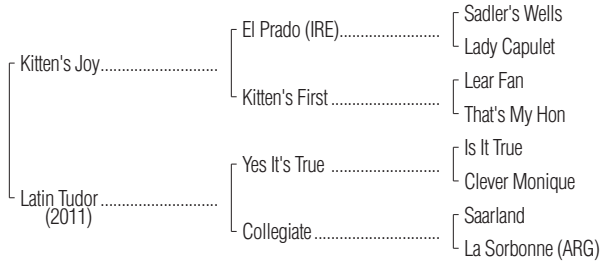 Sadler's Wells
El Prado (IRE)
Lady Capulet
Kitten's Joy
Lear Fan
Kitten's First
That's My Hon
Is It True
Yes It's True
Clever Monique
Latin Tudor
(2011)
Saarland
Collegiate
La Sorbonne (ARG)